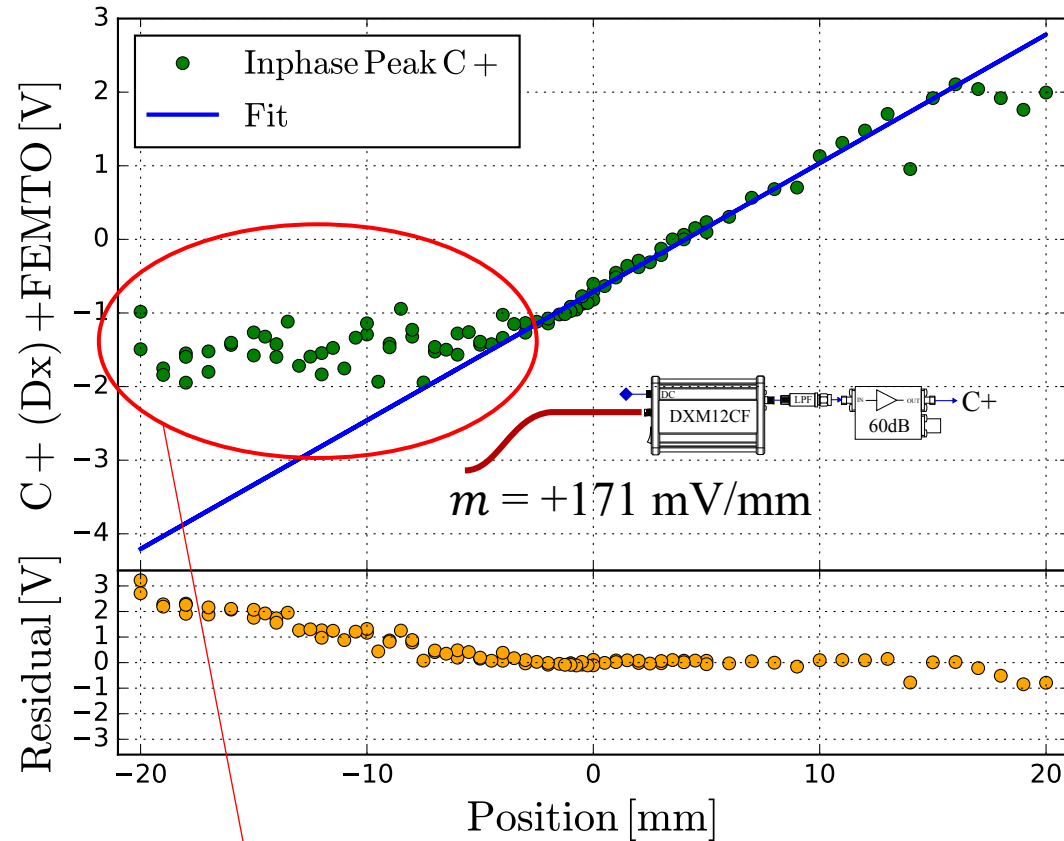 C + (Dx) +FEMTO [V]
3
2
1
0
−1
−2
−3
−4
Inphase Peak C +
Fit
DC
DXM12CF
LPF
IN
OUT
60dB
C+
m = +171 mV/mm
Residual [V]
3
2
1
0
−1
−2
−3
−20
−10
0
10
20
Position [mm]